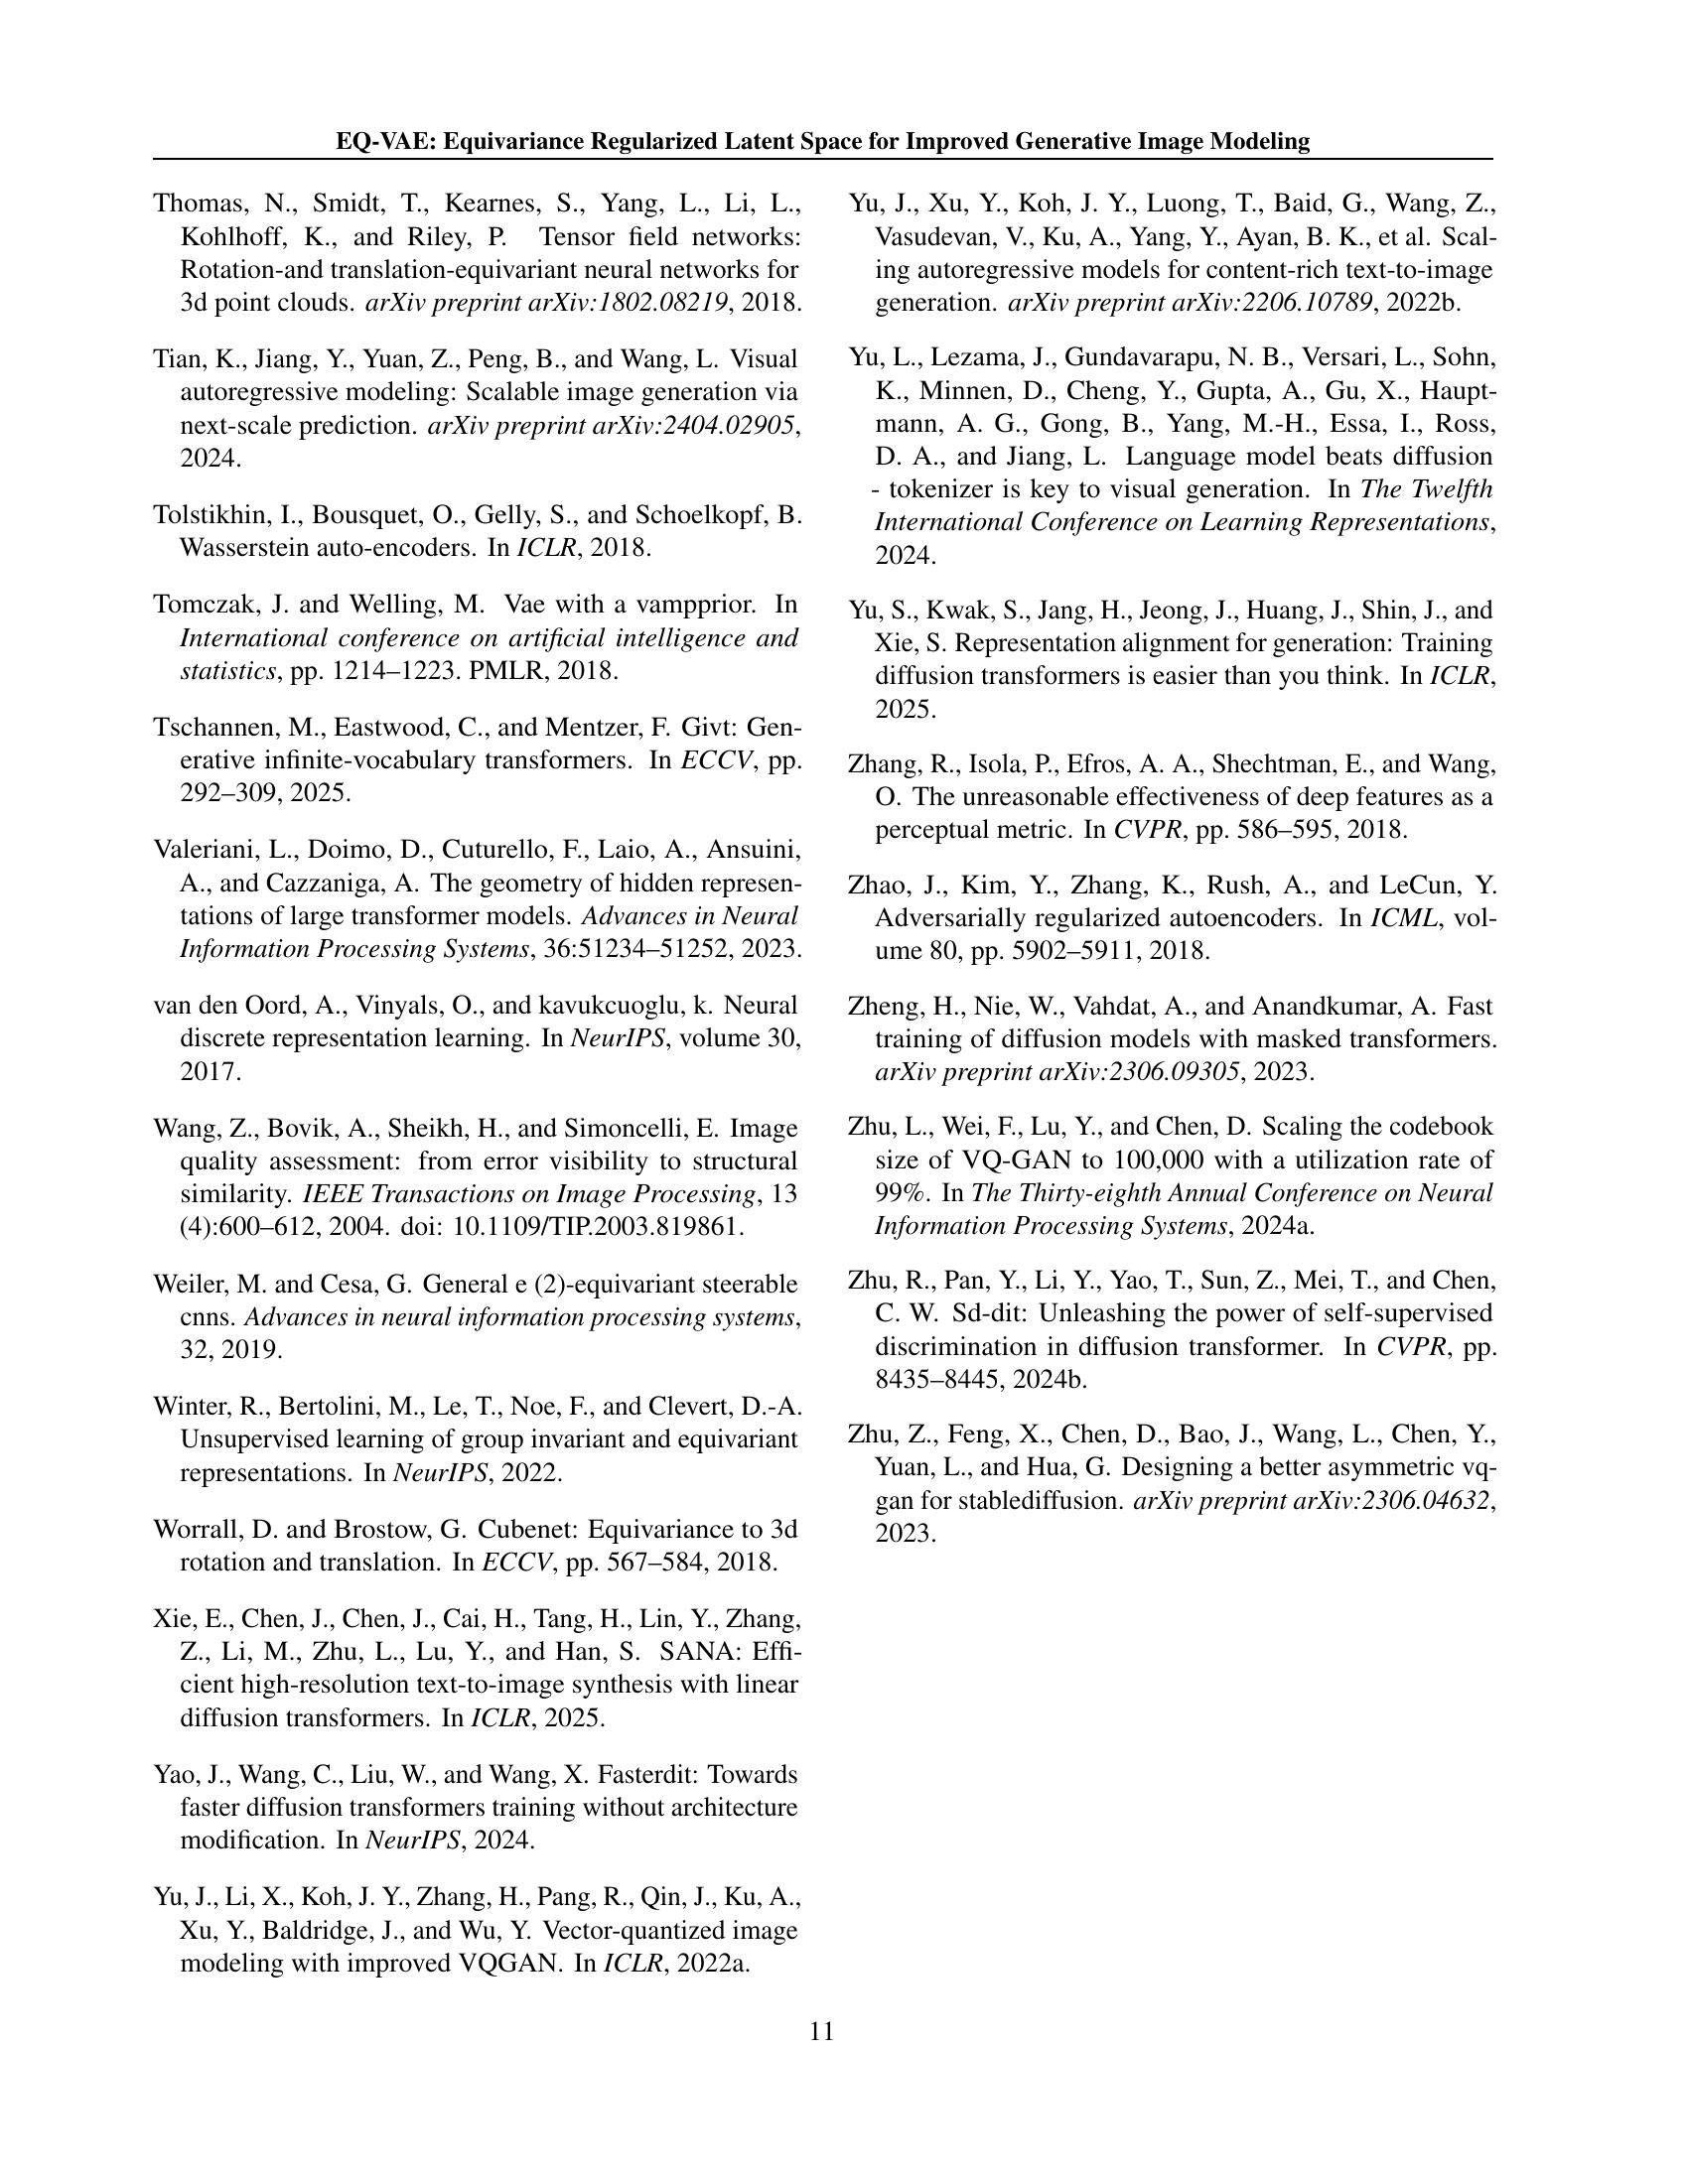 EQ-VAE: Equivariance Regularized Latent Space for Improved Generative Image Modeling
Thomas, N., Smidt, T., Kearnes, S., Yang, L., Li, L.,
Kohlhoff, K., and Riley, P. Tensor field networks:
Rotation-and translation-equivariant neural networks for
3d point clouds. arXiv preprint arXiv:1802.08219, 2018.
Tian, K., Jiang, Y., Yuan, Z., Peng, B., and Wang, L. Visual
autoregressive modeling: Scalable image generation via
next-scale prediction. arXiv preprint arXiv:2404.02905,
2024.
Tolstikhin, I., Bousquet, O., Gelly, S., and Schoelkopf, B.
Wasserstein auto-encoders. In ICLR, 2018.
Tomczak, J. and Welling, M. Vae with a vampprior. In
International conference on artificial intelligence and
statistics, pp. 1214–1223. PMLR, 2018.
Tschannen, M., Eastwood, C., and Mentzer, F. Givt: Gen-
erative infinite-vocabulary transformers. In ECCV, pp.
292–309, 2025.
Valeriani, L., Doimo, D., Cuturello, F., Laio, A., Ansuini,
A., and Cazzaniga, A. The geometry of hidden represen-
tations of large transformer models. Advances in Neural
Information Processing Systems, 36:51234–51252, 2023.
van den Oord, A., Vinyals, O., and kavukcuoglu, k. Neural
discrete representation learning. In NeurIPS, volume 30,
2017.
Wang, Z., Bovik, A., Sheikh, H., and Simoncelli, E. Image
quality assessment: from error visibility to structural
similarity. IEEE Transactions on Image Processing, 13
(4):600–612, 2004. doi: 10.1109/TIP.2003.819861.
Weiler, M. and Cesa, G. General e (2)-equivariant steerable
cnns. Advances in neural information processing systems,
32, 2019.
Winter, R., Bertolini, M., Le, T., Noe, F., and Clevert, D.-A.
Unsupervised learning of group invariant and equivariant
representations. In NeurIPS, 2022.
Worrall, D. and Brostow, G. Cubenet: Equivariance to 3d
rotation and translation. In ECCV, pp. 567–584, 2018.
Xie, E., Chen, J., Chen, J., Cai, H., Tang, H., Lin, Y., Zhang,
Z., Li, M., Zhu, L., Lu, Y., and Han, S. SANA: Effi-
cient high-resolution text-to-image synthesis with linear
diffusion transformers. In ICLR, 2025.
Yao, J., Wang, C., Liu, W., and Wang, X. Fasterdit: Towards
faster diffusion transformers training without architecture
modification. In NeurIPS, 2024.
Yu, J., Li, X., Koh, J. Y., Zhang, H., Pang, R., Qin, J., Ku, A.,
Xu, Y., Baldridge, J., and Wu, Y. Vector-quantized image
modeling with improved VQGAN. In ICLR, 2022a.
Yu, J., Xu, Y., Koh, J. Y., Luong, T., Baid, G., Wang, Z.,
Vasudevan, V., Ku, A., Yang, Y., Ayan, B. K., et al. Scal-
ing autoregressive models for content-rich text-to-image
generation. arXiv preprint arXiv:2206.10789, 2022b.
Yu, L., Lezama, J., Gundavarapu, N. B., Versari, L., Sohn,
K., Minnen, D., Cheng, Y., Gupta, A., Gu, X., Haupt-
mann, A. G., Gong, B., Yang, M.-H., Essa, I., Ross,
D. A., and Jiang, L. Language model beats diffusion
- tokenizer is key to visual generation. In The Twelfth
International Conference on Learning Representations,
2024.
Yu, S., Kwak, S., Jang, H., Jeong, J., Huang, J., Shin, J., and
Xie, S. Representation alignment for generation: Training
diffusion transformers is easier than you think. In ICLR,
2025.
Zhang, R., Isola, P., Efros, A. A., Shechtman, E., and Wang,
O. The unreasonable effectiveness of deep features as a
perceptual metric. In CVPR, pp. 586–595, 2018.
Zhao, J., Kim, Y., Zhang, K., Rush, A., and LeCun, Y.
Adversarially regularized autoencoders. In ICML, vol-
ume 80, pp. 5902–5911, 2018.
Zheng, H., Nie, W., Vahdat, A., and Anandkumar, A. Fast
training of diffusion models with masked transformers.
arXiv preprint arXiv:2306.09305, 2023.
Zhu, L., Wei, F., Lu, Y., and Chen, D. Scaling the codebook
size of VQ-GAN to 100,000 with a utilization rate of
99%. In The Thirty-eighth Annual Conference on Neural
Information Processing Systems, 2024a.
Zhu, R., Pan, Y., Li, Y., Yao, T., Sun, Z., Mei, T., and Chen,
C. W. Sd-dit: Unleashing the power of self-supervised
discrimination in diffusion transformer. In CVPR, pp.
8435–8445, 2024b.
Zhu, Z., Feng, X., Chen, D., Bao, J., Wang, L., Chen, Y.,
Yuan, L., and Hua, G. Designing a better asymmetric vq-
gan for stablediffusion. arXiv preprint arXiv:2306.04632,
2023.
11